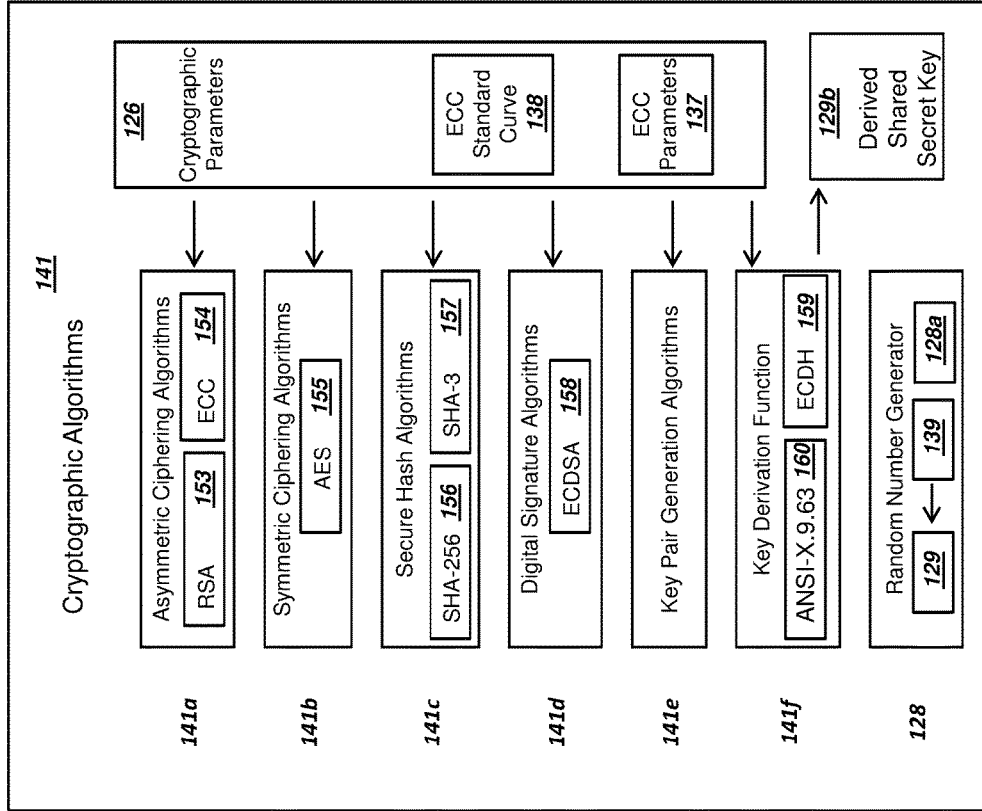 Cryptographic Algorithms
141
141a
Asymmetric Ciphering Algorithms
RSA
153
ECC
154
141b
Symmetric Ciphering Algorithms
AES
155
141c
Secure Hash Algorithms
SHA-256
156
SHA-3
157
141d
Digital Signature Algorithms
ECDSA
158
141e
Key Pair Generation Algorithms
141f
Key Derivation Function
ANSI-X.9.63
160
ECDH
159
128
Random Number Generator
129
139
128a
126
Cryptographic
Parameters
ECC
Standard
Curve
138
ECC
Parameters
137
129b
Derived
Shared
Secret Key